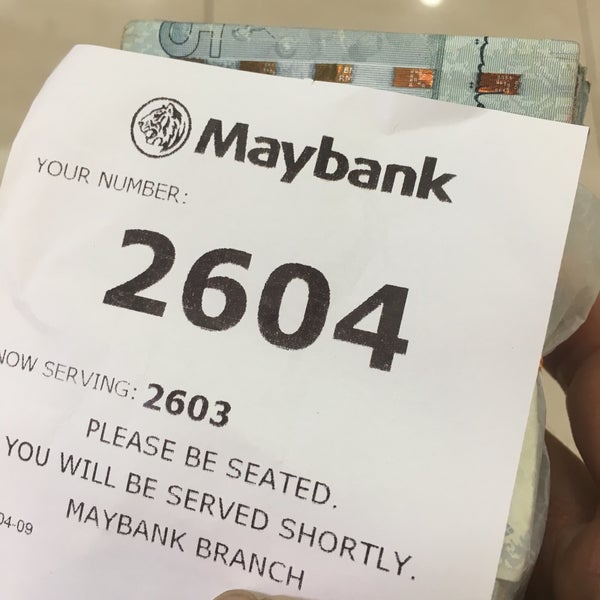 Maybank
YOUR NUMBER:
2604
NOW SERVING: 2603
PLEASE BE SEATED.
YOU WILL BE SERVED SHORTLY.
MAYBANK BRANCH
04-09